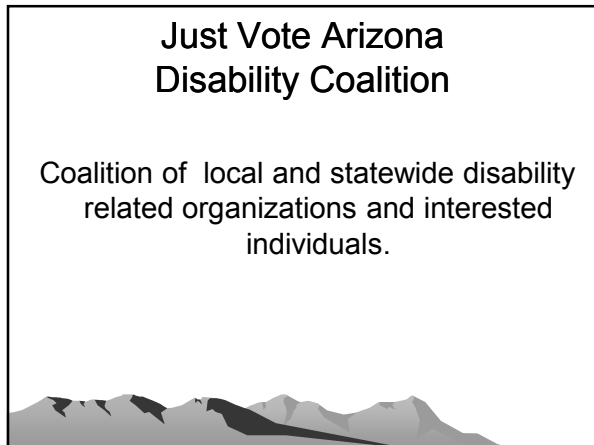 Just Vote Arizona
Disability Coalition
Coalition of local and statewide disability
related organizations and interested
individuals.